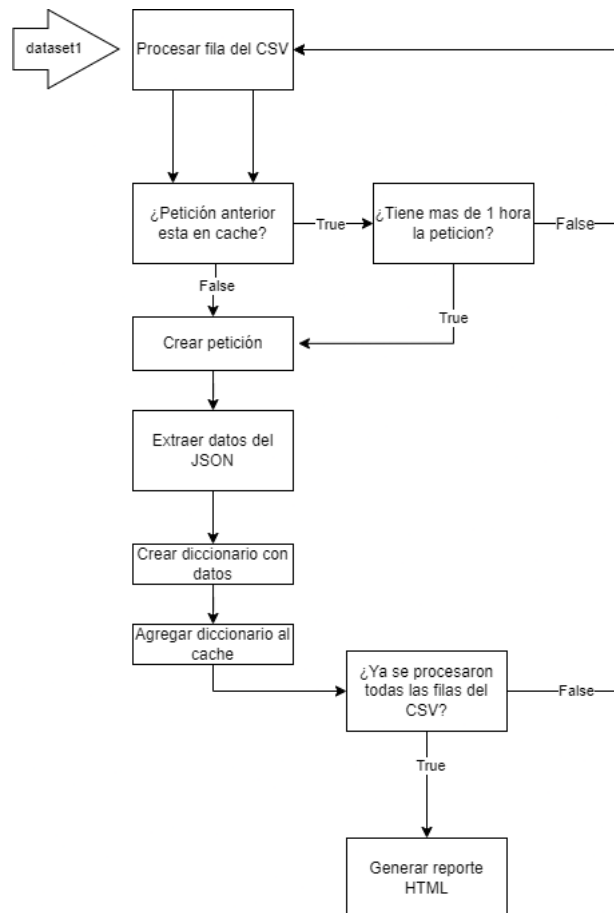 dataset1
Procesar fila del CSV
¿Petición anterior
esta en cache?
True
¿Tiene mas de 1 hora
la peticion?
False
False
True
Crear petición
Extraer datos del
JSON
Crear diccionario con
datos
Agregar diccionario al
cache
¿Ya se procesaron
todas las filas del
CSV?
False
True
Generar reporte
HTML